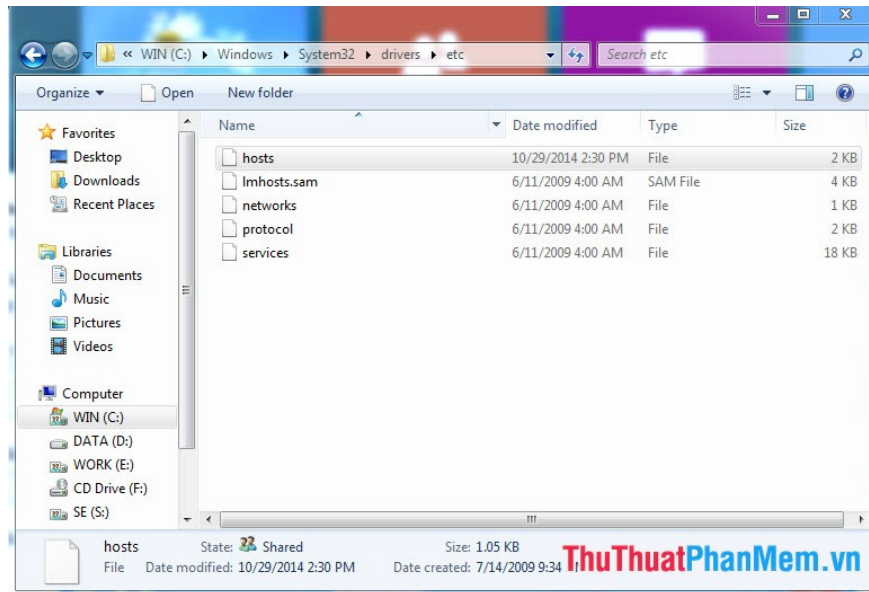 « WIN (C:) ▸ Windows ▸ System32 ▸ drivers ▸ etc Search etc
Organize Open New folder
Name Date modified Type Size
Favorites
Desktop
Downloads
Recent Places
Libraries
Documents
Music
Pictures
Videos
Computer
WIN (C:)
DATA (D:)
WORK (E:)
CD Drive (F:)
SE (S:)
hosts 10/29/2014 2:30 PM File 2 KB
lmhosts.sam 6/11/2009 4:00 AM SAM File 4 KB
networks 6/11/2009 4:00 AM File 1 KB
protocol 6/11/2009 4:00 AM File 2 KB
services 6/11/2009 4:00 AM File 18 KB
hosts State: Shared Size: 1.05 KB
File Date modified: 10/29/2014 2:30 PM Date created: 7/14/2009 9:34
ThuThuatPhanMem.vn